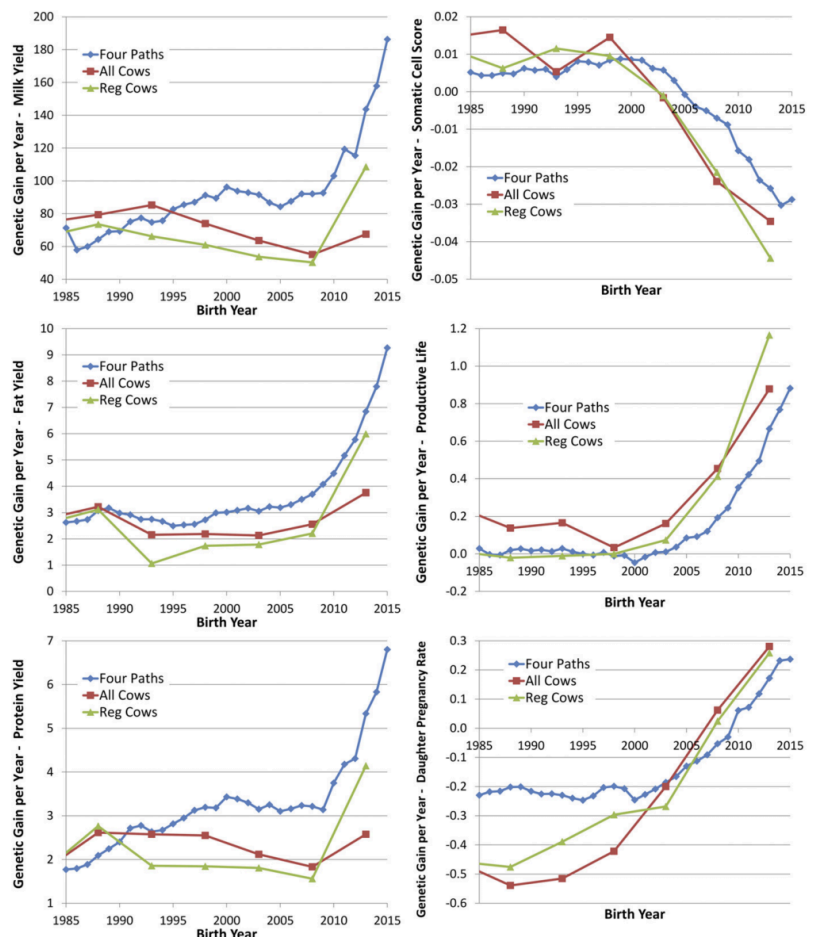 Genetic Gain per Year - Milk Yield
200
180
160
140
120
100
80
60
40
Four Paths
All Cows
Reg Cows
1985 1990 1995 2000 2005 2010 2015
Birth Year
Genetic Gain per Year - Somatic Cell Score
0.02
0.01
0.00
-0.01
-0.02
-0.03
-0.04
-0.05
1985 1990 1995 2000 2005 2010 2015
Four Paths
All Cows
Reg Cows
Birth Year
Genetic Gain per Year - Fat Yield
10
9
8
7
6
5
4
3
2
1
0
Four Paths
All Cows
Reg Cows
1985 1990 1995 2000 2005 2010 2015
Birth Year
Genetic Gain per Year - Productive Life
1.2
1.0
0.8
0.6
0.4
0.2
0.0
-0.2
Four Paths
All Cows
Reg Cows
1985 1990 1995 2000 2005 2010 2015
Birth Year
Genetic Gain per Year - Protein Yield
7
6
5
4
3
2
1
Four Paths
All Cows
Reg Cows
1985 1990 1995 2000 2005 2010 2015
Birth Year
Genetic Gain per Year - Daughter Pregnancy Rate
0.3
0.2
0.1
0.0
-0.1
-0.2
-0.3
-0.4
-0.5
-0.6
Four Paths
All Cows
Reg Cows
1985 1990 1995 2000 2005 2010 2015
Birth Year